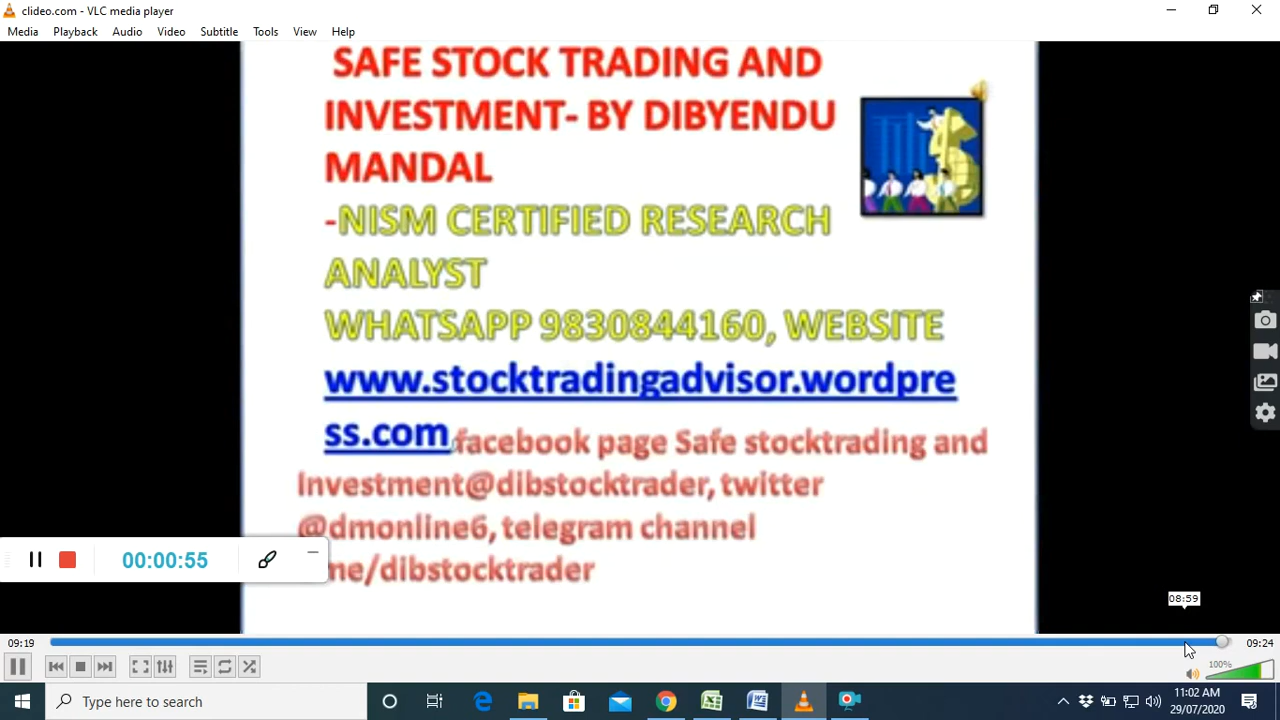 clideo.com - VLC media player
Media Playback Audio Video Subtitle Tools View Help
SAFE STOCK TRADING AND
INVESTMENT- BY DIBYENDU
MANDAL
-NISM CERTIFIED RESEARCH
ANALYST
WHATSAPP 9830844160, WEBSITE
www.stocktradingadvisor.wordpre
ss.com facebook page Safe stocktrading and
Investment@dibstocktrader, twitter
@dmonline6, telegram channel
me/dibstocktrader
00:00:55
08:59
09:19
09:24
100%
Type here to search
11:02 AM
29/07/2020